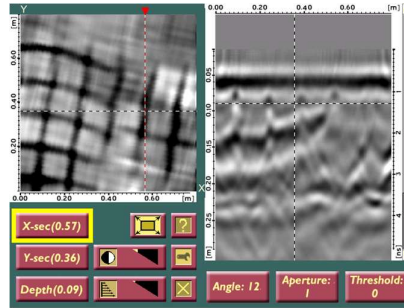 Y [m] 0.20 0.40 0.60 [m]
0.20 0.40 0.60
0.00
0.05
0.20
0.10 1
0.40
0.15 2
X
0.60
0.20 3
0.25 4
[m] [m] [ns]
X-sec(0.57) ?
Y-sec(0.36)
Depth(0.09) Angle: 12 Aperture: 1 Threshold: 0